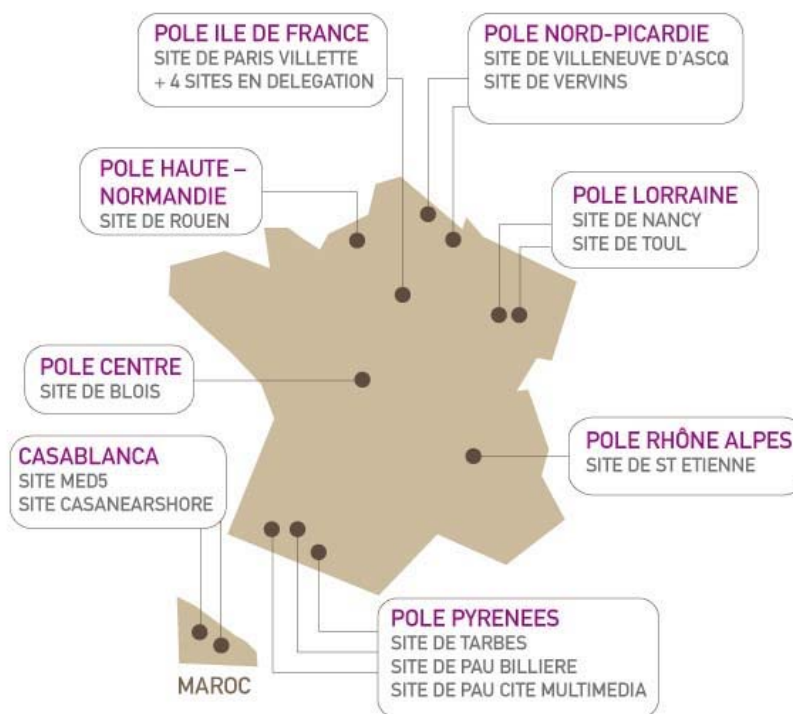 POLE ILE DE FRANCE
SITE DE PARIS VILLETTE
+ 4 SITES EN DELEGATION
POLE NORD-PICARDIE
SITE DE VILLENEUVE D'ASCQ
SITE DE VERVINS
POLE HAUTE –
NORMANDIE
SITE DE ROUEN
POLE LORRAINE
SITE DE NANCY
SITE DE TOUL
POLE CENTRE
SITE DE BLOIS
POLE RHÔNE ALPES
SITE DE ST ETIENNE
CASABLANCA
SITE MED5
SITE CASANEARSHORE
POLE PYRENEES
SITE DE TARBES
SITE DE PAU BILLIERE
SITE DE PAU CITE MULTIMEDIA
MAROC